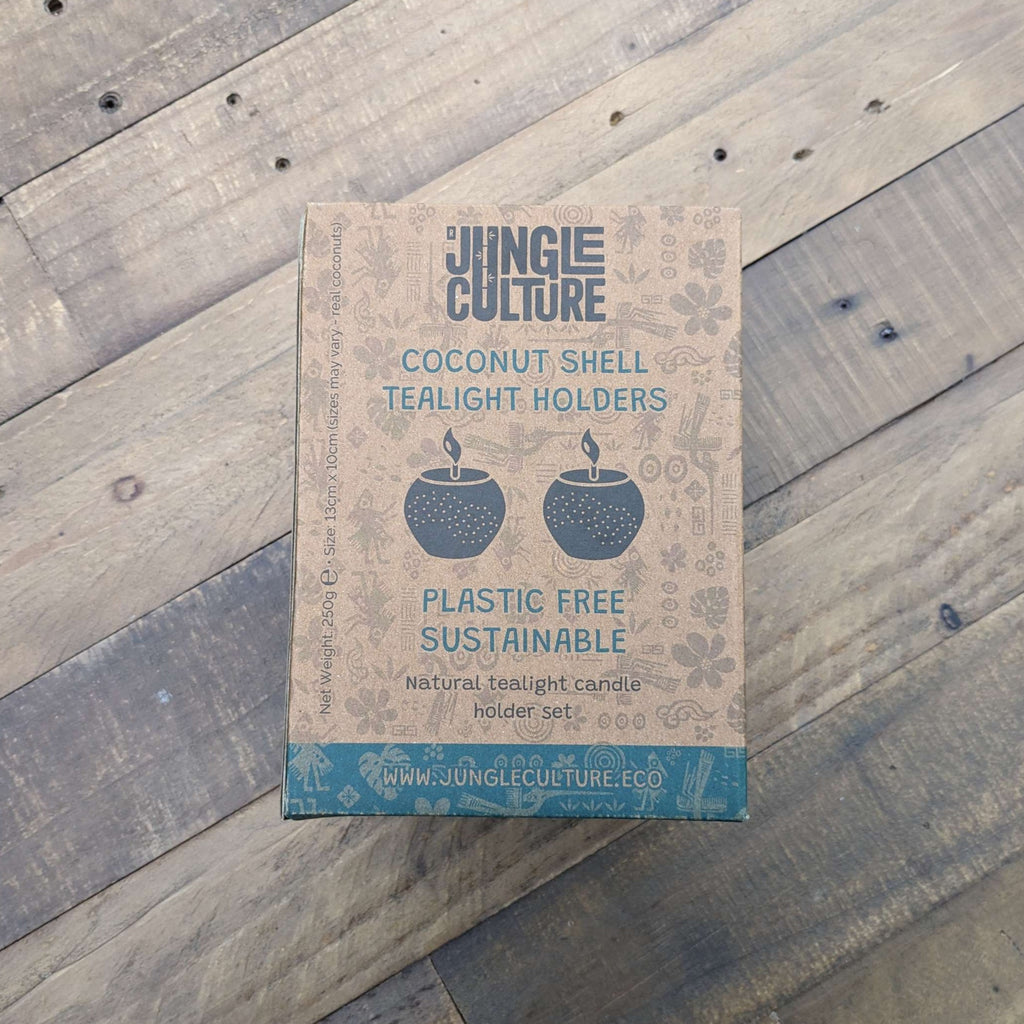 JUNGLE
CULTURE
COCONUT SHELL
TEALIGHT HOLDERS
PLASTIC FREE
SUSTAINABLE
Natural tealight candle
holder set
WWW.JUNGLECULTURE.ECO
Net Weight: 250g ℮ • Size: 13cm x 10cm (sizes may vary - real coconuts)